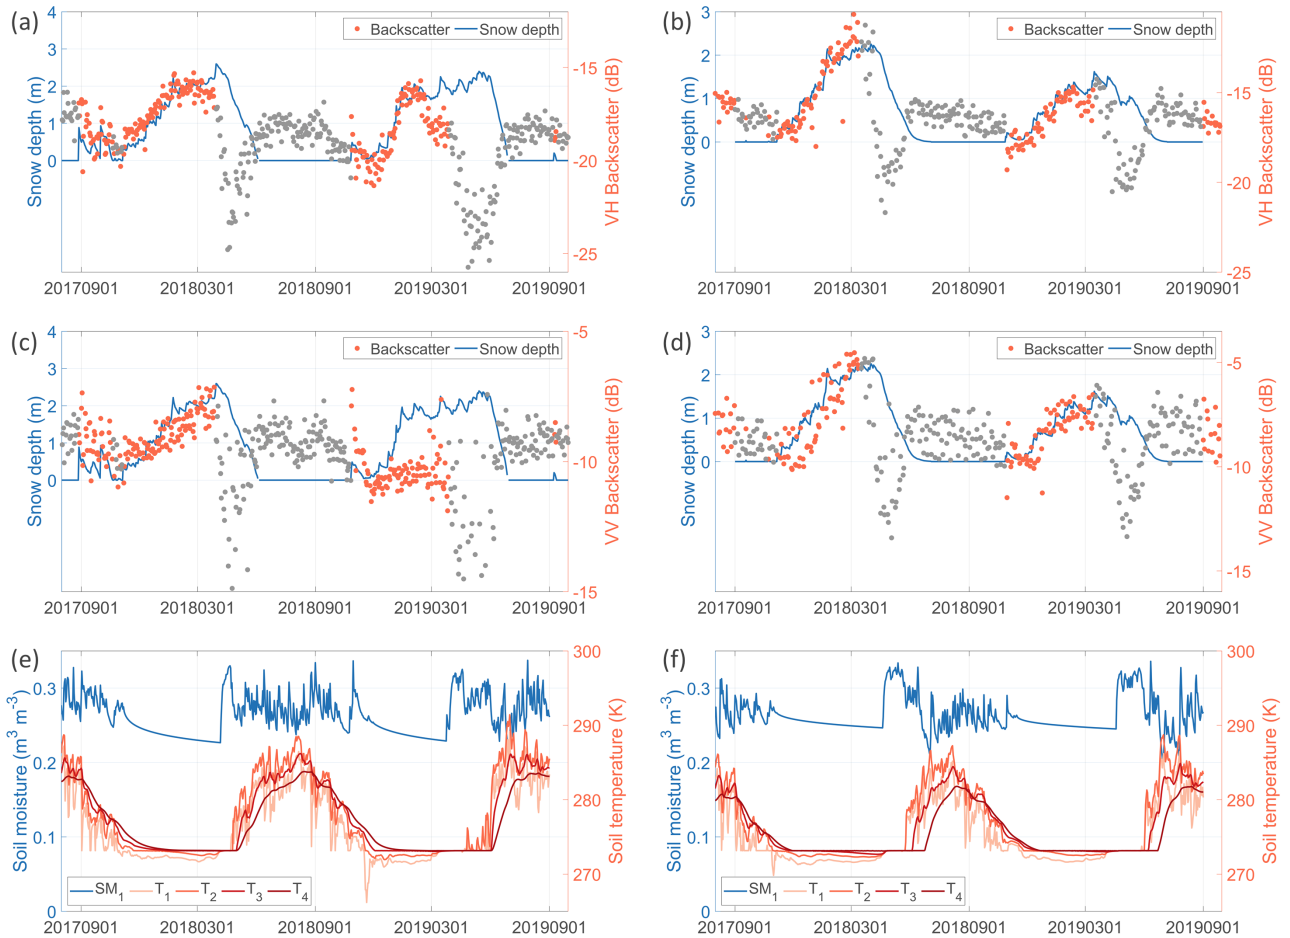 (a)
4
3
2
1
0
Snow depth (m)
Backscatter Snow depth
-15
-20
-25
VH Backscatter (dB)
20170901 20180301 20180901 20190301 20190901
(b)
3
2
1
0
Snow depth (m)
Backscatter Snow depth
-15
-20
-25
VH Backscatter (dB)
20170901 20180301 20180901 20190301 20190901
(c)
4
3
2
1
0
Snow depth (m)
Backscatter Snow depth
-5
-10
-15
VV Backscatter (dB)
20170901 20180301 20180901 20190301 20190901
(d)
3
2
1
0
Snow depth (m)
Backscatter Snow depth
-5
-10
-15
VV Backscatter (dB)
20170901 20180301 20180901 20190301 20190901
(e)
0.3
0.2
0.1
0
Soil moisture (m³ m⁻³)
SM₁ T₁ T₂ T₃ T₄
300
290
280
270
Soil temperature (K)
20170901 20180301 20180901 20190301 20190901
(f)
0.3
0.2
0.1
0
Soil moisture (m³ m⁻³)
SM₁ T₁ T₂ T₃ T₄
300
290
280
270
Soil temperature (K)
20170901 20180301 20180901 20190301 20190901